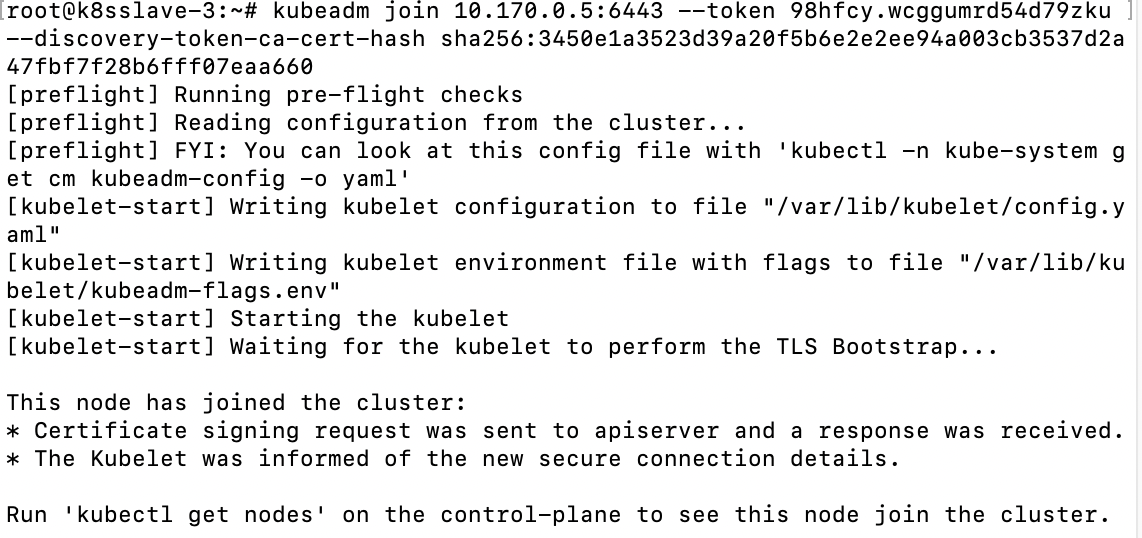 [root@k8sslave-3:~# kubeadm join 10.170.0.5:6443 --token 98hfcy.wcggumrd54d79zku ]
--discovery-token-ca-cert-hash sha256:3450e1a3523d39a20f5b6e2e2ee94a003cb3537d2a
47fbf7f28b6fff07eaa660
[preflight] Running pre-flight checks
[preflight] Reading configuration from the cluster...
[preflight] FYI: You can look at this config file with 'kubectl -n kube-system g
et cm kubeadm-config -o yaml'
[kubelet-start] Writing kubelet configuration to file "/var/lib/kubelet/config.y
aml"
[kubelet-start] Writing kubelet environment file with flags to file "/var/lib/ku
belet/kubeadm-flags.env"
[kubelet-start] Starting the kubelet
[kubelet-start] Waiting for the kubelet to perform the TLS Bootstrap...
This node has joined the cluster:
* Certificate signing request was sent to apiserver and a response was received.
* The Kubelet was informed of the new secure connection details.
Run 'kubectl get nodes' on the control-plane to see this node join the cluster.